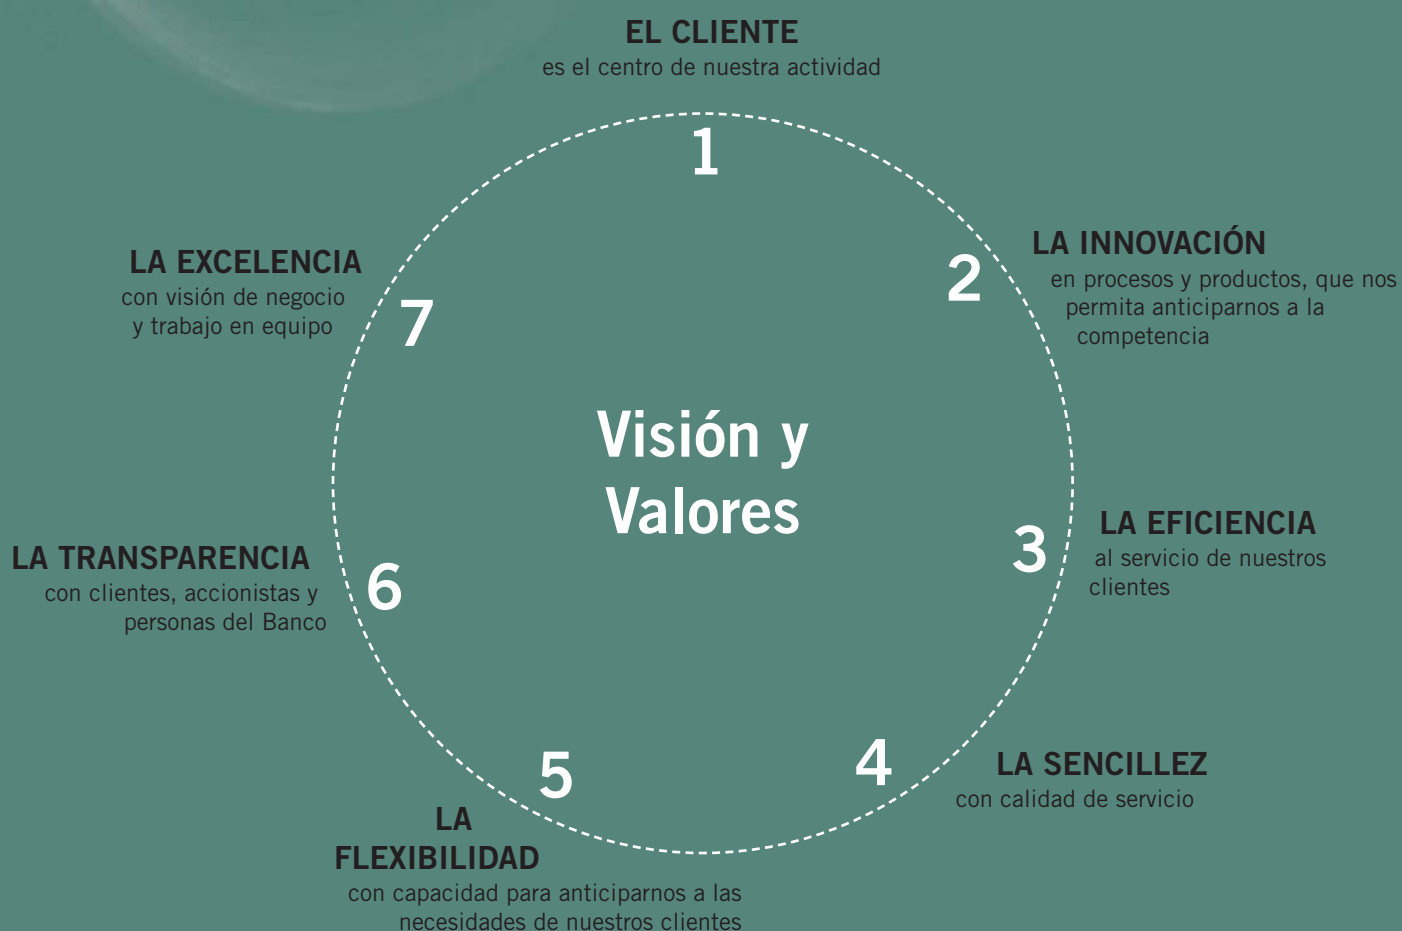 EL CLIENTE
es el centro de nuestra actividad
1
LA INNOVACIÓN
en procesos y productos, que nos
permita anticiparnos a la
competencia
2
LA EFICIENCIA
al servicio de nuestros
clientes
3
LA SENCILLEZ
con calidad de servicio
4
LA
FLEXIBILIDAD
con capacidad para anticiparnos a las
necesidades de nuestros clientes
5
LA TRANSPARENCIA
con clientes, accionistas y
personas del Banco
6
LA EXCELENCIA
con visión de negocio
y trabajo en equipo
7
Visión y
Valores